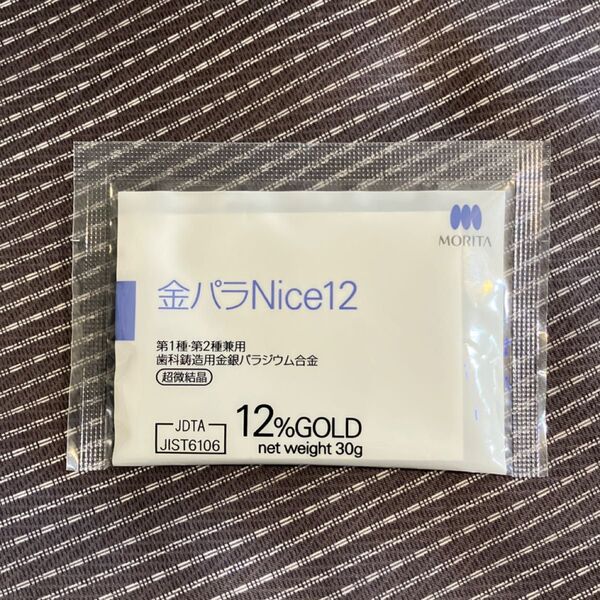 MORITA
金パラNice12
第1種・第2種兼用
歯科鋳造用金銀パラジウム合金
超微結晶
JDTA
JIST6106
12%GOLD
net weight 30g